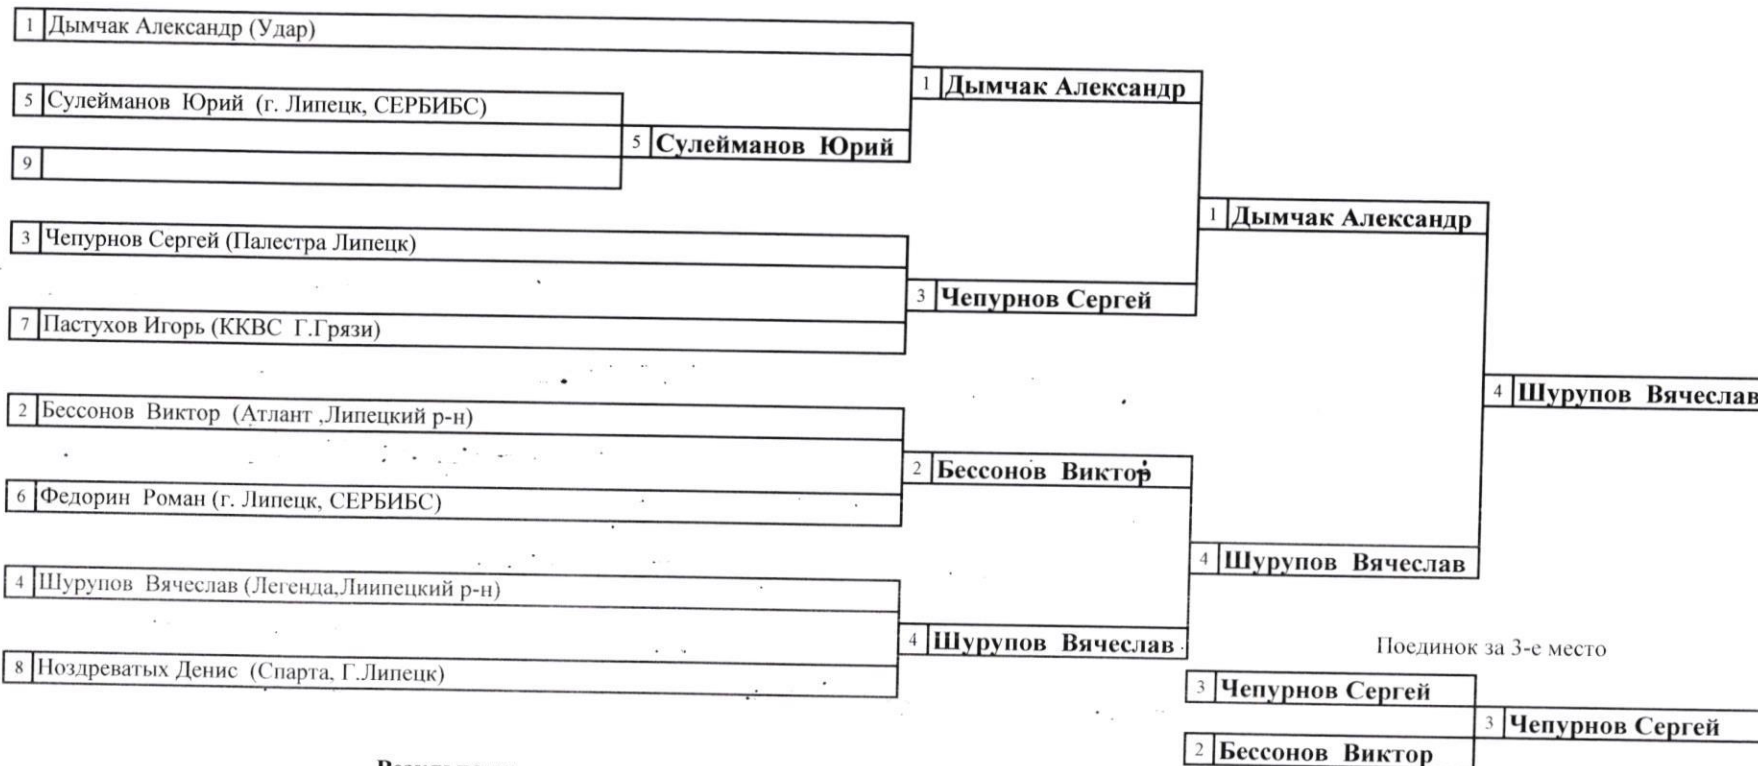 1 Дымчак Александр (Удар)
1 Дымчак Александр
5 Сулейманов Юрий (г. Липецк, СЕРБИБС)
5 Сулейманов Юрий
9
1 Дымчак Александр
3 Чепурнов Сергей (Палестра Липецк)
3 Чепурнов Сергей
7 Пастухов Игорь (ККВС Г.Грязи)
4 Шурупов Вячеслав
2 Бессонов Виктор (Атлант ,Липецкий р-н)
2 Бессонов Виктор
6 Федорин Роман (г. Липецк, СЕРБИБС)
4 Шурупов Вячеслав
4 Шурупов Вячеслав (Легенда,Лиипецкий р-н)
4 Шурупов Вячеслав
8 Ноздреватых Денис (Спарта, Г.Липецк)
Поединок за 3-е место
3 Чепурнов Сергей
3 Чепурнов Сергей
2 Бессонов Виктор